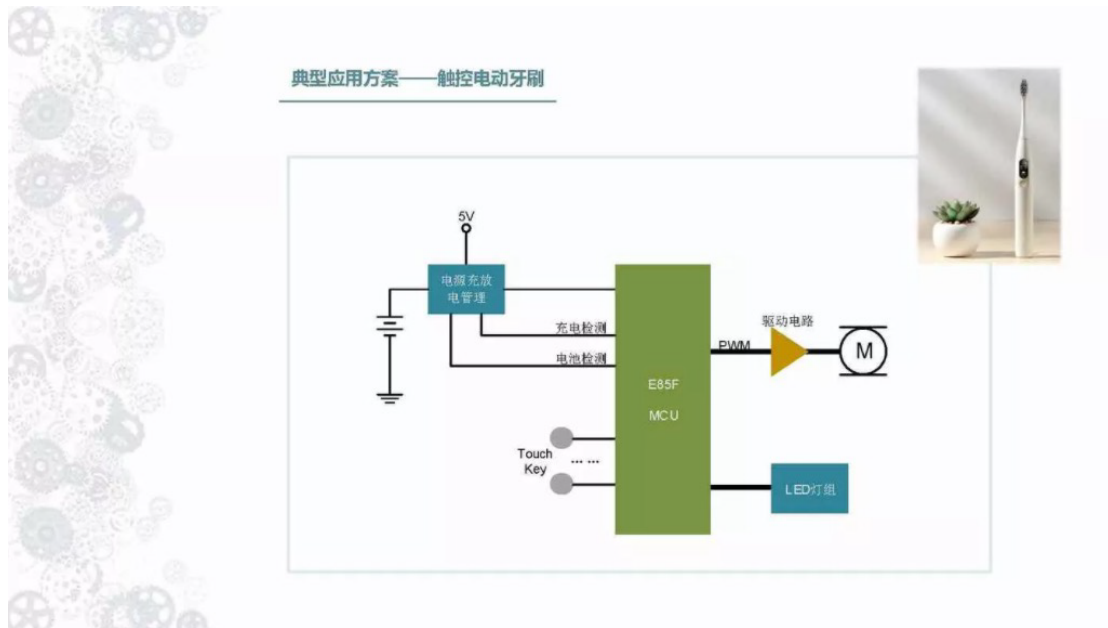 典型应用方案——触控电动牙刷
5V
电源充放
电管理
充电检测
电池检测
驱动电路
PWM
M
E85F
MCU
Touch
Key
... ...
LED灯组